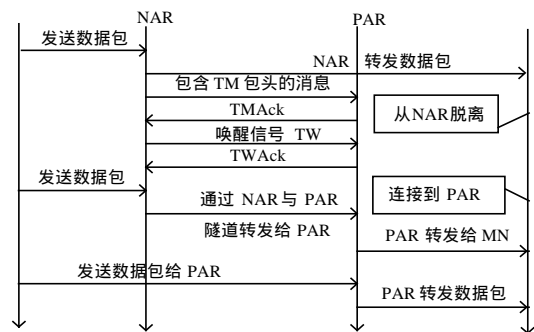 NAR PAR
发送数据包
NAR 转发数据包
包含 TM 包头的消息
TMAck
从NAR脱离
唤醒信号 TW
TWAck
发送数据包
连接到 PAR
通过 NAR与 PAR
隧道转发给 PAR
PAR 转发给 MN
发送数据包给 PAR
PAR 转发数据包